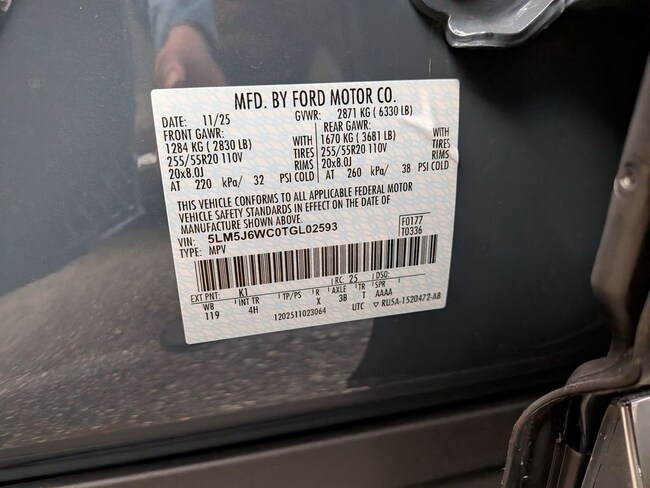 MFD. BY FORD MOTOR CO.
DATE: 11/25 GVWR: 2871 KG ( 6330 LB)
FRONT GAWR: REAR GAWR:
1284 KG ( 2830 LB) WITH 1670 KG ( 3681 LB) WITH
255/55R20 110V TIRES 255/55R20 110V TIRES
20x8.0J RIMS 20x8.0J RIMS
AT 220 kPa/ 32 PSI COLD AT 260 kPa/ 38 PSI COLD
THIS VEHICLE CONFORMS TO ALL APPLICABLE FEDERAL MOTOR
VEHICLE SAFETY STANDARDS IN EFFECT ON THE DATE OF
MANUFACTURE SHOWN ABOVE.
VIN: 5LM5J6WC0TGL02593 F0177
TYPE: MPV T0336
EXT PNT: K1 RC: 25 DSO:
WB INT TR TP/PS R AXLE TR SPR
119 4H X 3B T AAAA
1202511023064 UTC ▽ RU5A-1520472-AB